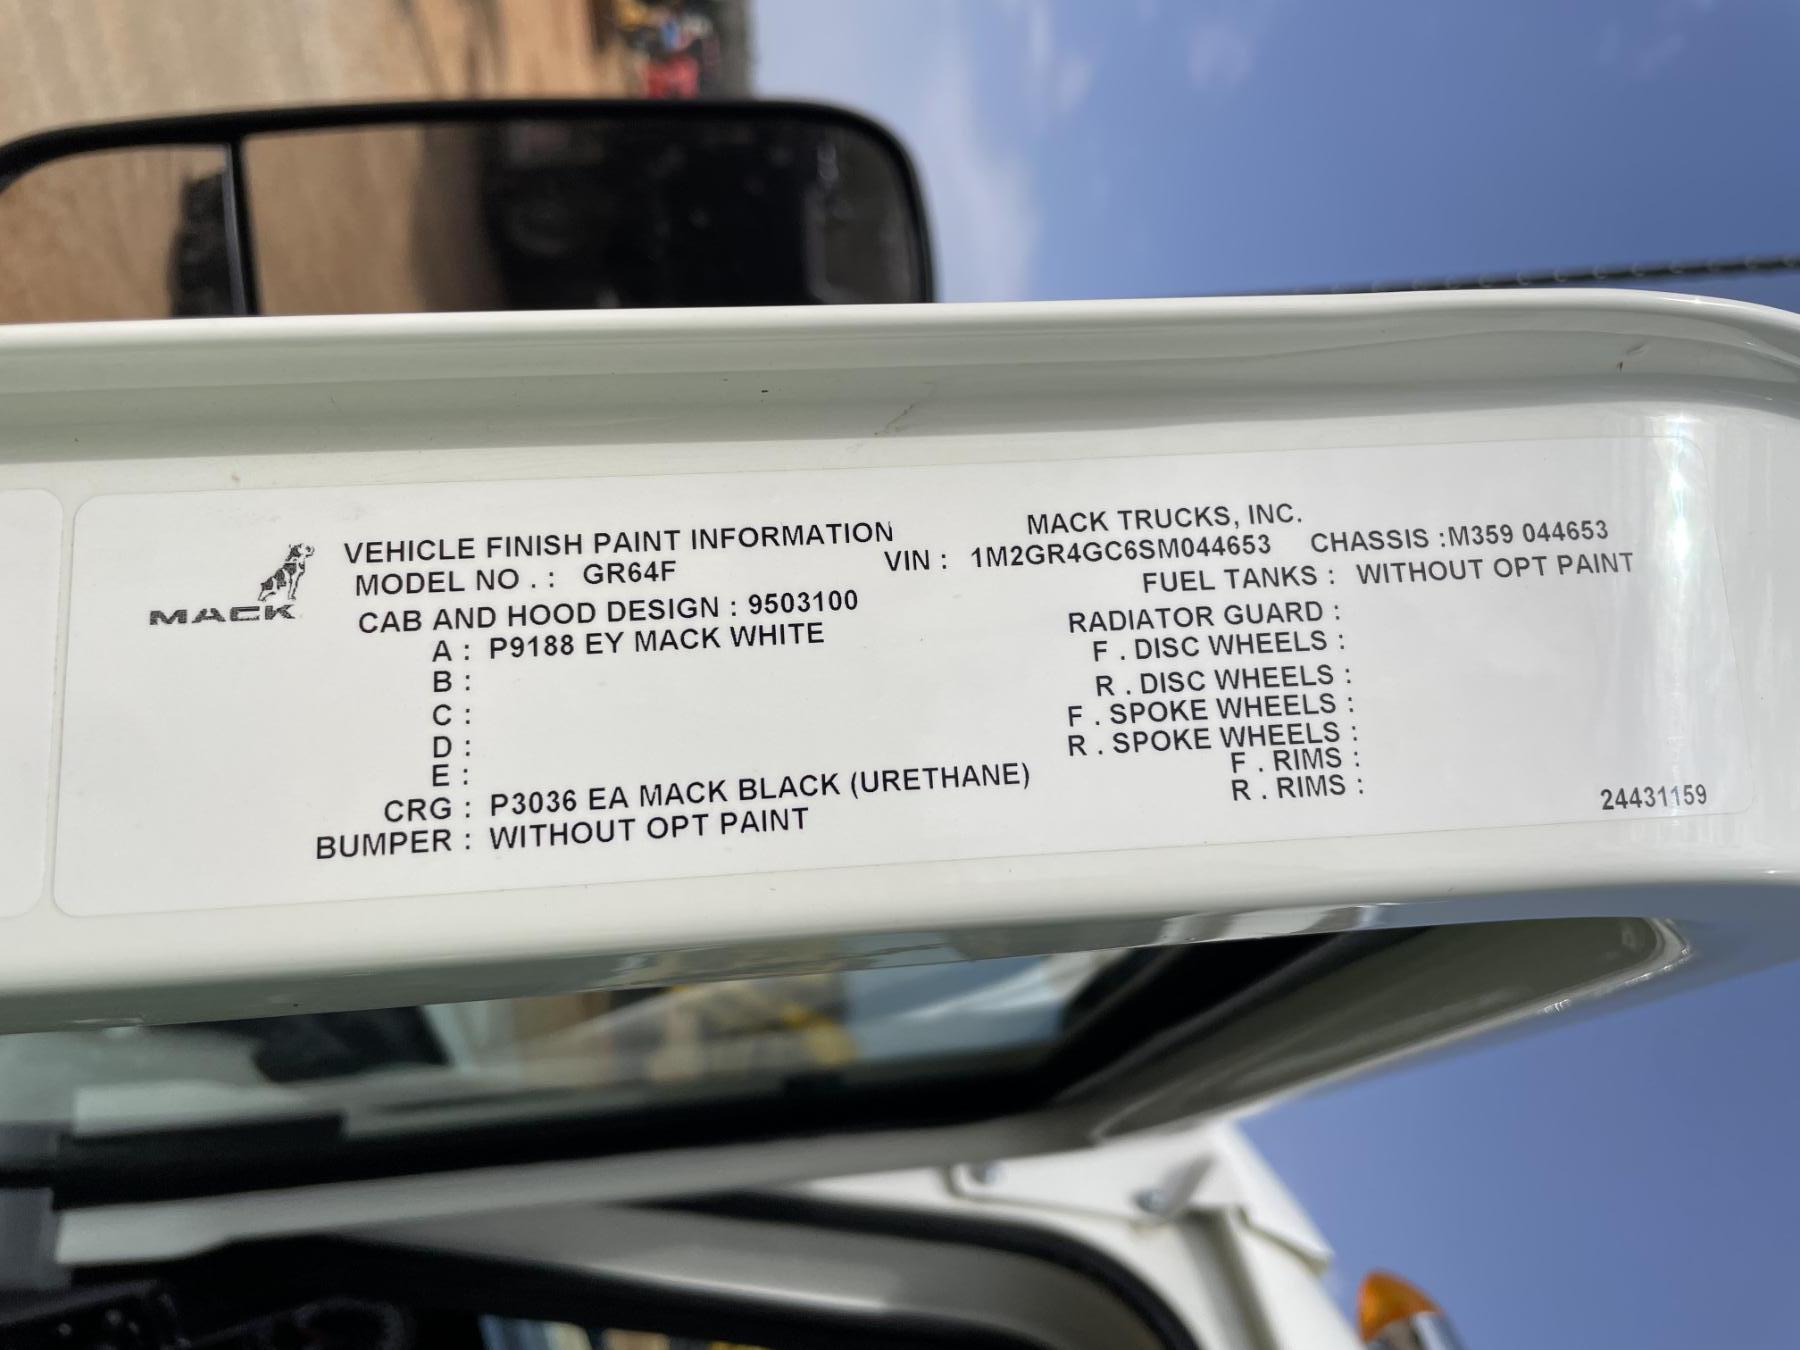 MACK
VEHICLE FINISH PAINT INFORMATION
MACK TRUCKS, INC.
MODEL NO . : GR64F
VIN : 1M2GR4GC6SM044653 CHASSIS :M359 044653
CAB AND HOOD DESIGN : 9503100
FUEL TANKS : WITHOUT OPT PAINT
A : P9188 EY MACK WHITE
RADIATOR GUARD :
B :
F . DISC WHEELS :
C :
R . DISC WHEELS :
D :
F . SPOKE WHEELS :
E :
R . SPOKE WHEELS :
CRG : P3036 EA MACK BLACK (URETHANE)
F . RIMS :
BUMPER : WITHOUT OPT PAINT
R . RIMS :
24431159